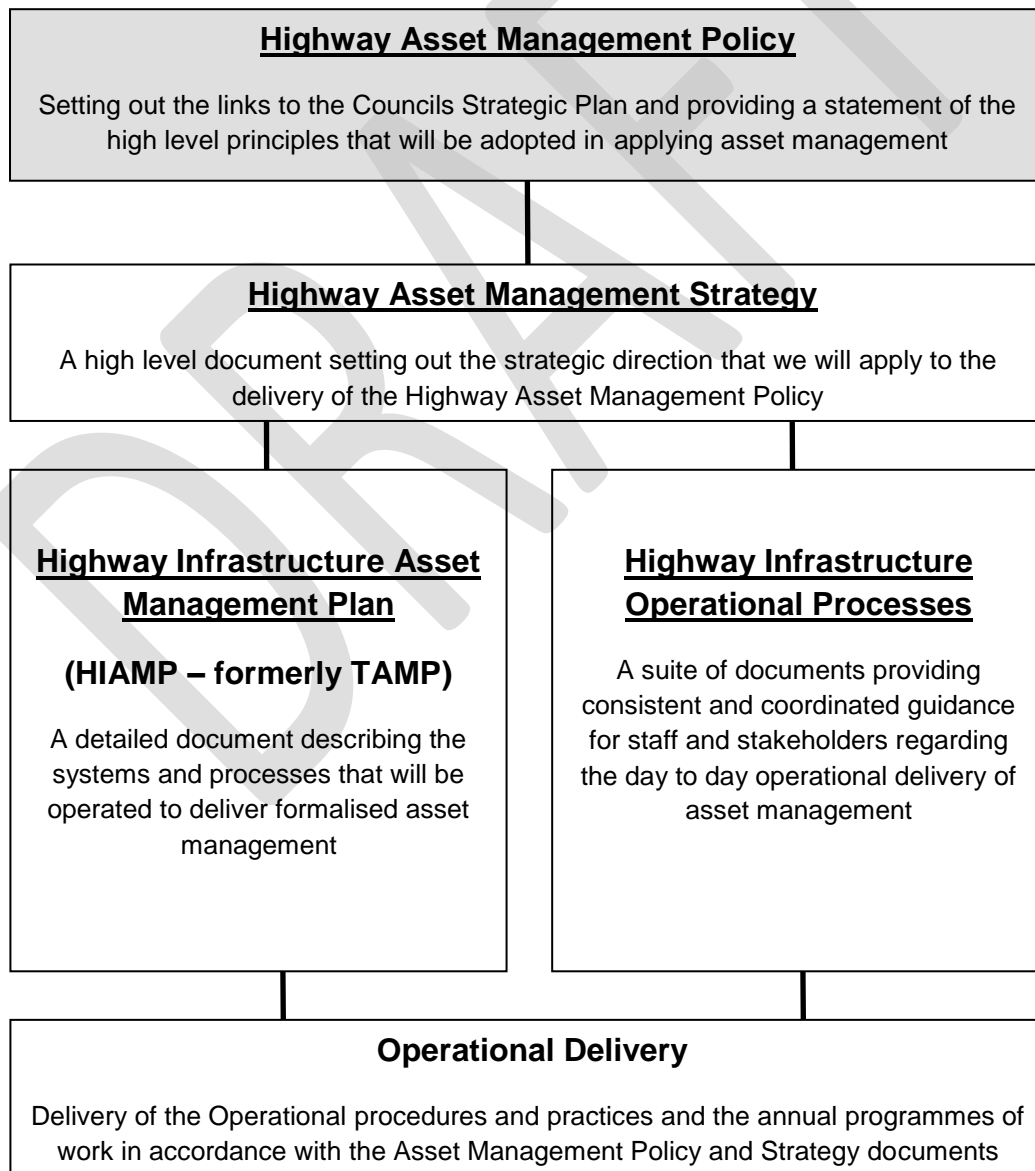 Highway Asset Management Policy
Setting out the links to the Councils Strategic Plan and providing a statement of the
high level principles that will be adopted in applying asset management
Highway Asset Management Strategy
A high level document setting out the strategic direction that we will apply to the
delivery of the Highway Asset Management Policy
Highway Infrastructure Asset
Management Plan
(HIAMP – formerly TAMP)
A detailed document describing the
systems and processes that will be
operated to deliver formalised asset
management
Highway Infrastructure
Operational Processes
A suite of documents providing
consistent and coordinated guidance
for staff and stakeholders regarding
the day to day operational delivery of
asset management
Operational Delivery
Delivery of the Operational procedures and practices and the annual programmes of
work in accordance with the Asset Management Policy and Strategy documents
DRAFT